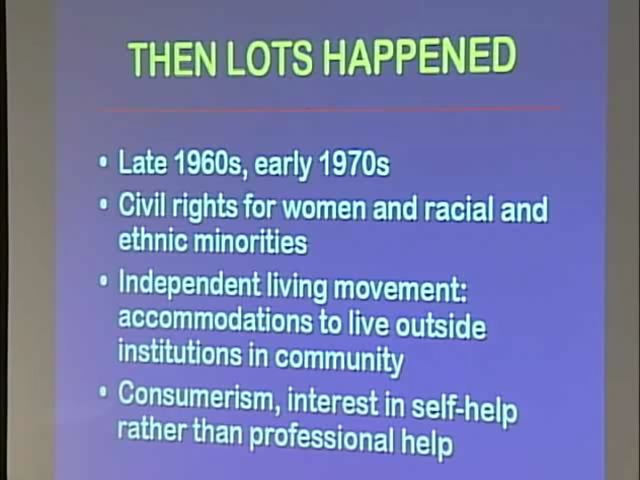 THEN LOTS HAPPENED
• Late 1960s, early 1970s
• Civil rights for women and racial and
ethnic minorities
• Independent living movement:
accommodations to live outside
institutions in community
• Consumerism, interest in self-help
rather than professional help